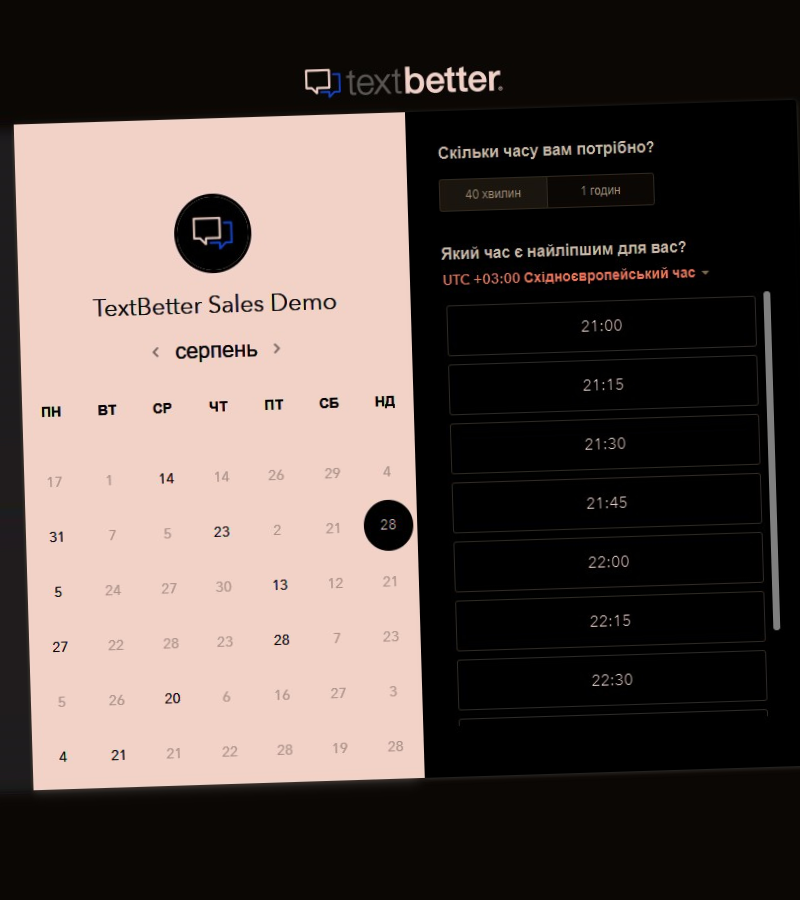 textbetter.
TextBetter Sales Demo
серпень
ПН ВТ СР ЧТ ПТ СБ НД
17 1 14 14 26 29 4
31 7 5 23 2 21 28
5 24 27 30 13 12 21
27 22 28 23 28 7 23
5 26 20 6 16 27 3
4 21 21 22 28 19 28
Скільки часу вам потрібно?
40 хвилин 1 годин
Який час є найліпшим для вас?
UTC +03:00 Східноєвропейський час
21:00
21:15
21:30
21:45
22:00
22:15
22:30